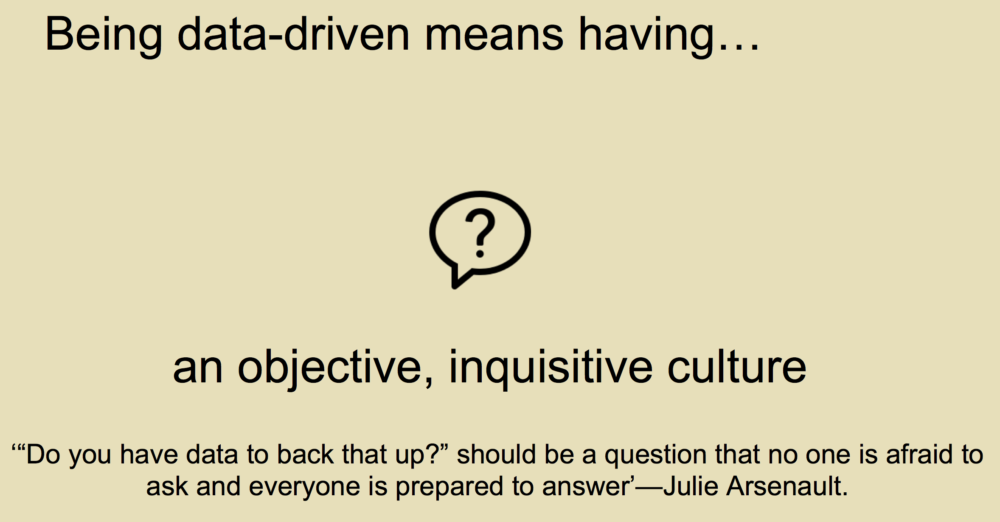 Being data-driven means having…
?
an objective, inquisitive culture
‘“Do you have data to back that up?” should be a question that no one is afraid to
ask and everyone is prepared to answer’—Julie Arsenault.